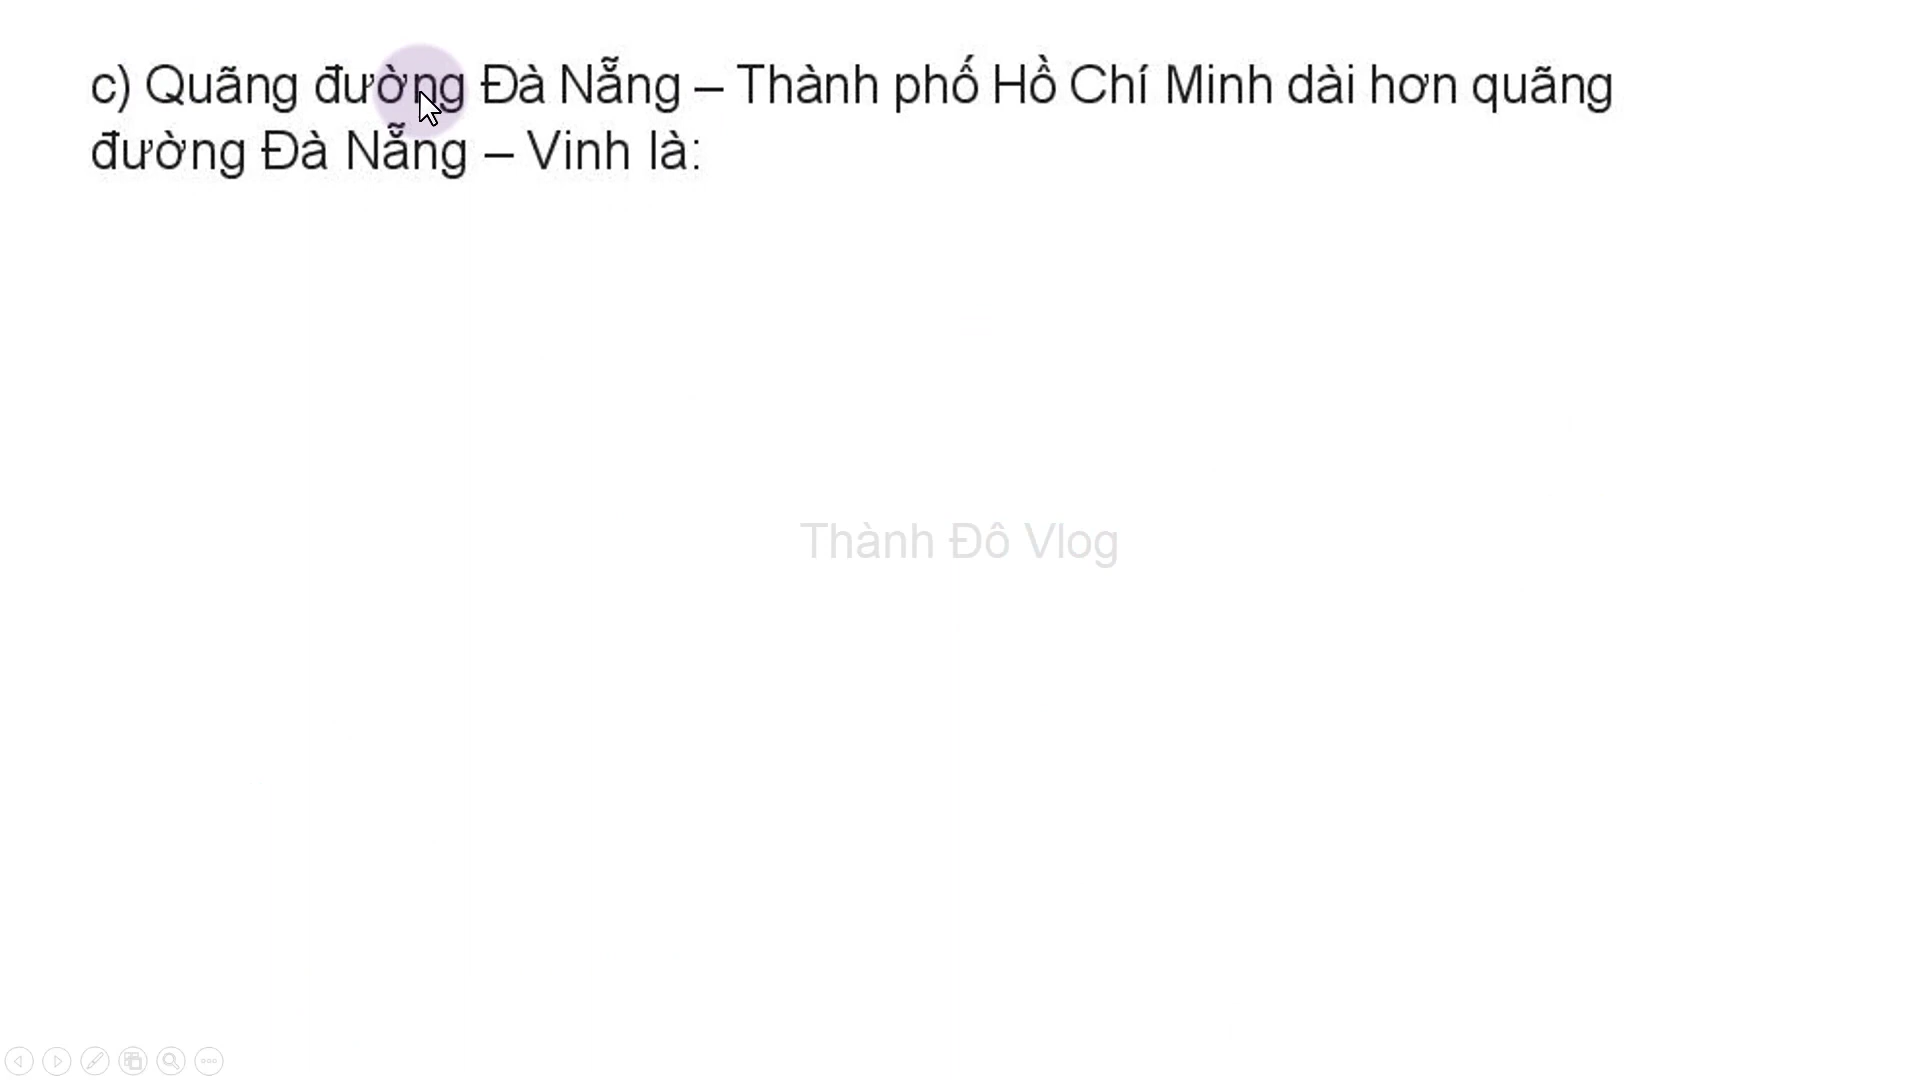 c) Quãng đường Đà Nẵng – Thành phố Hồ Chí Minh dài hơn quãng
đường Đà Nẵng – Vinh là:
Thành Đô Vlog